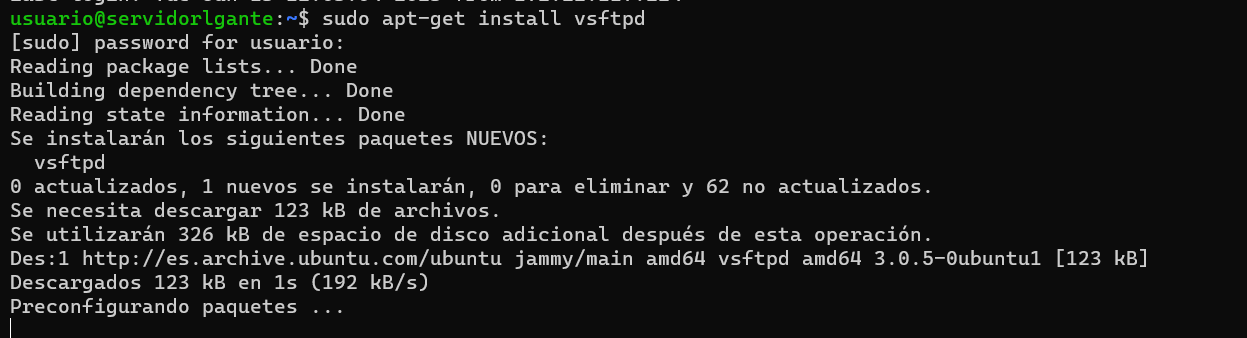 usuario@servidorlgante:~$ sudo apt-get install vsftpd
[sudo] password for usuario:
Reading package lists... Done
Building dependency tree... Done
Reading state information... Done
Se instalarán los siguientes paquetes NUEVOS:
  vsftpd
0 actualizados, 1 nuevos se instalarán, 0 para eliminar y 62 no actualizados.
Se necesita descargar 123 kB de archivos.
Se utilizarán 326 kB de espacio de disco adicional después de esta operación.
Des:1 http://es.archive.ubuntu.com/ubuntu jammy/main amd64 vsftpd amd64 3.0.5-0ubuntu1 [123 kB]
Descargados 123 kB en 1s (192 kB/s)
Preconfigurando paquetes ...